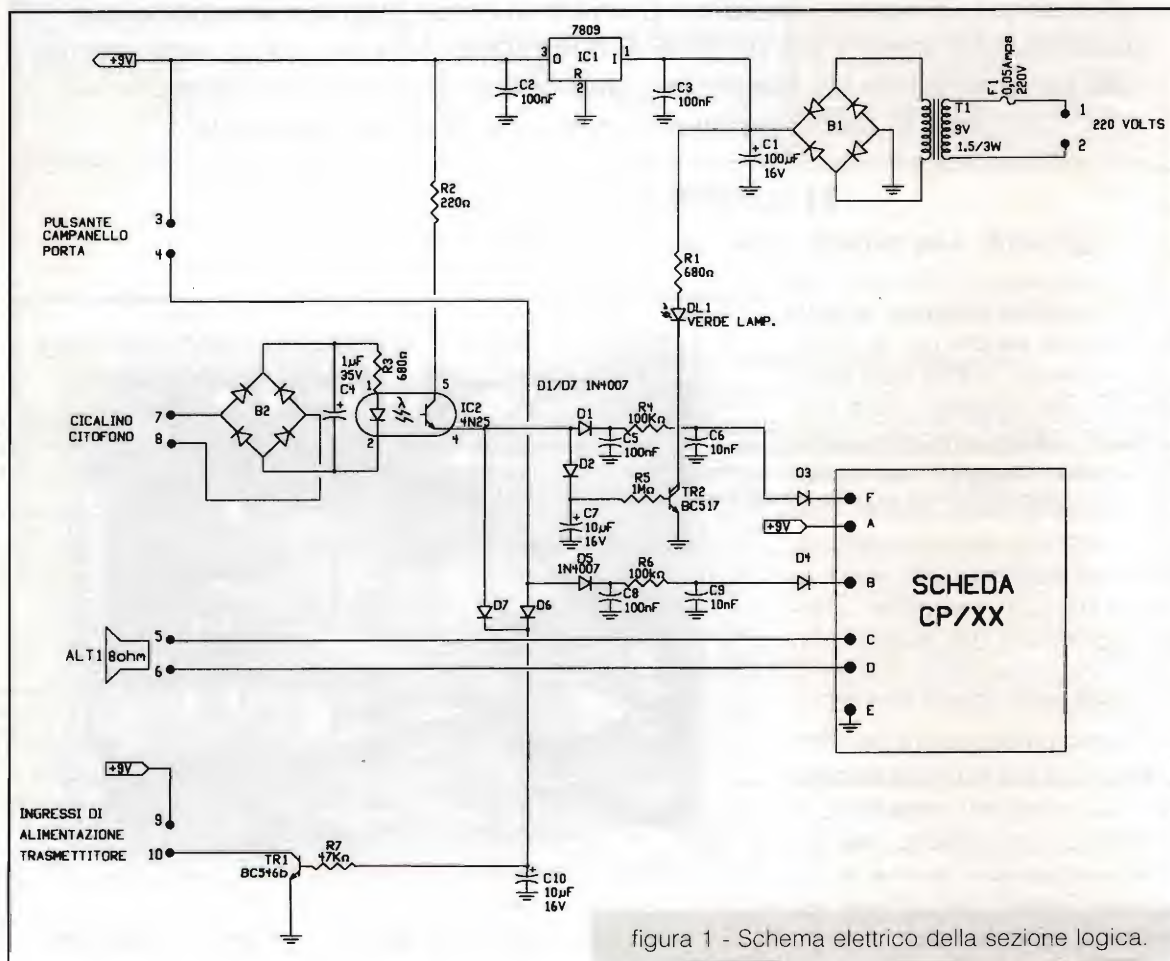 7809
+9V
3
O
IC1
I
1
R
2
C2
100nF
C3
100nF
B1
C1
+
100µF
16V
F1
0,05Amps
220V
T1
9V
1.5/3W
1
2
220 VOLTS
R2
220Ω
PULSANTE
CAMPANELLO
PORTA
3
4
R1
680Ω
DL1
VERDE LAMP.
1µF
35V
C4
+
R3
680Ω
1
5
IC2
4N25
2
4
CICALINO
CITOFONO
7
8
B2
D1/D7 1N4007
D1
R4
100KΩ
C5
100nF
C6
10nF
D2
R5
1MΩ
TR2
BC517
C7
+
10µF
16V
D3
F
+9V
A
D5
1N4007
R6
100kΩ
C8
100nF
C9
10nF
D4
B
SCHEDA
CP/XX
D7
D6
ALT1
8ohm
5
6
C
D
E
+9V
INGRESSI DI
ALIMENTAZIONE
TRASMETTITORE
9
10
TR1
BC546b
R7
47KΩ
C10
+
10µF
16V
figura 1 - Schema elettrico della sezione logica.